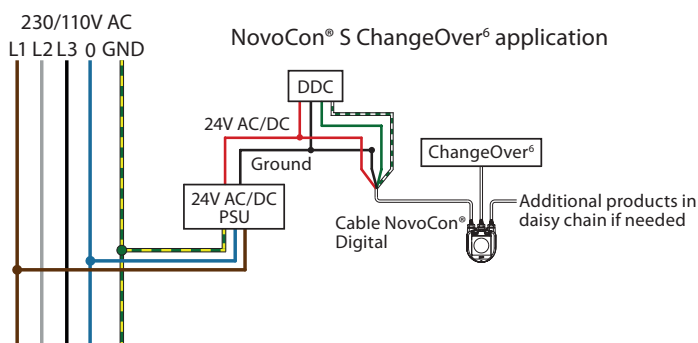 230/110V AC
L1 L2 L3 0 GND
NovoCon® S ChangeOver⁶ application
DDC
24V AC/DC
Ground
ChangeOver⁶
24V AC/DC
PSU
Cable NovoCon®
Digital
Additional products in
daisy chain if needed